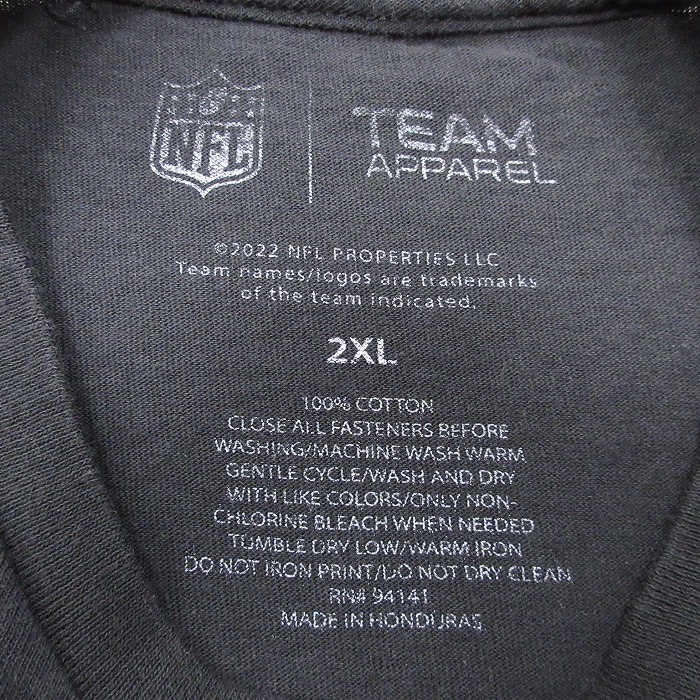 NFL
TEAM
APPAREL
©2022 NFL PROPERTIES LLC
Team names/logos are trademarks
of the team indicated.
2XL
100% COTTON
CLOSE ALL FASTENERS BEFORE
WASHING/MACHINE WASH WARM
GENTLE CYCLE/WASH AND DRY
WITH LIKE COLORS/ONLY NON-
CHLORINE BLEACH WHEN NEEDED
TUMBLE DRY LOW/WARM IRON
DO NOT IRON PRINT/DO NOT DRY CLEAN
RN# 94141
MADE IN HONDURAS